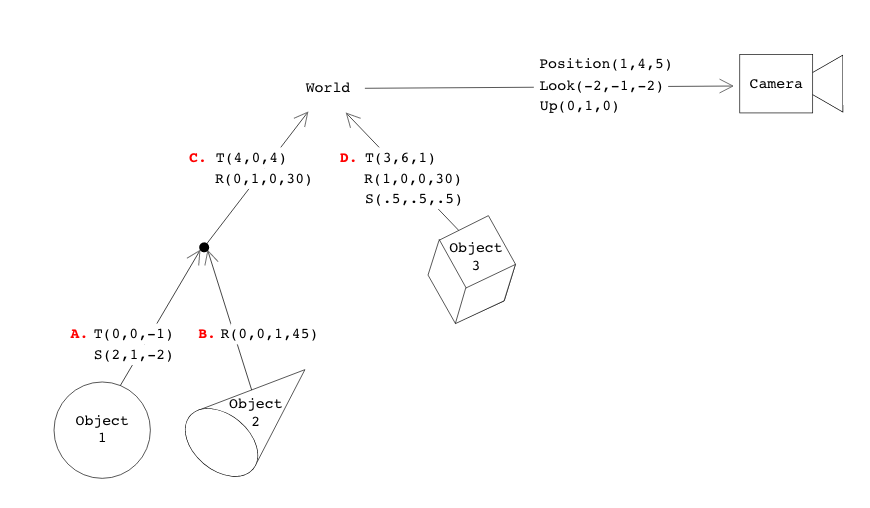 Position(1,4,5)
World
Look(-2,-1,-2)
Camera
Up(0,1,0)
C. T(4,0,4)
R(0,1,0,30)
D. T(3,6,1)
R(1,0,0,30)
S(.5,.5,.5)
Object
3
A. T(0,0,-1)
S(2,1,-2)
B. R(0,0,1,45)
Object
1
Object
2